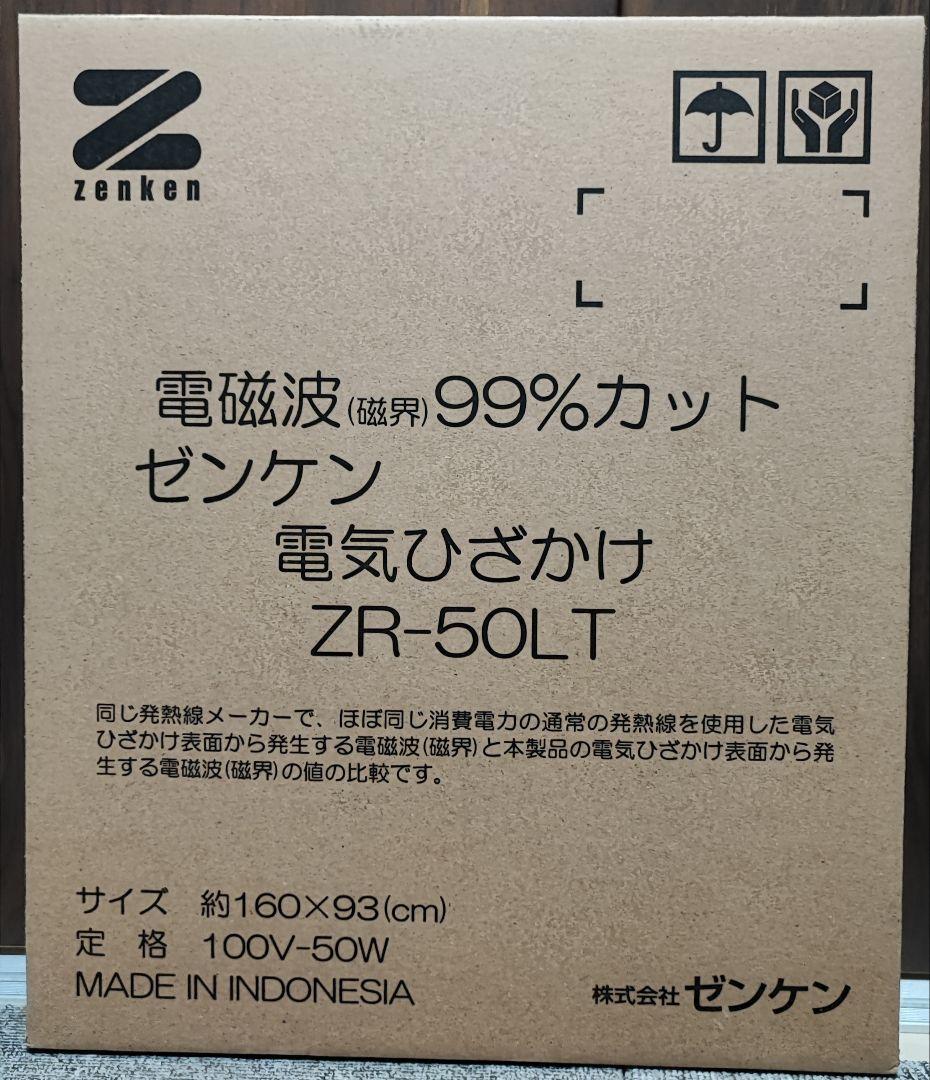 zenken
電磁波(磁界)99%カット
ゼンケン
電気ひざかけ
ZR-50LT
同じ発熱線メーカーで、ほぼ同じ消費電力の通常の発熱線を使用した電気
ひざかけ表面から発生する電磁波(磁界)と本製品の電気ひざかけ表面から発
生する電磁波(磁界)の値の比較です。
サイズ 約160×93(cm)
定 格 100V-50W
MADE IN INDONESIA
株式会社ゼンケン